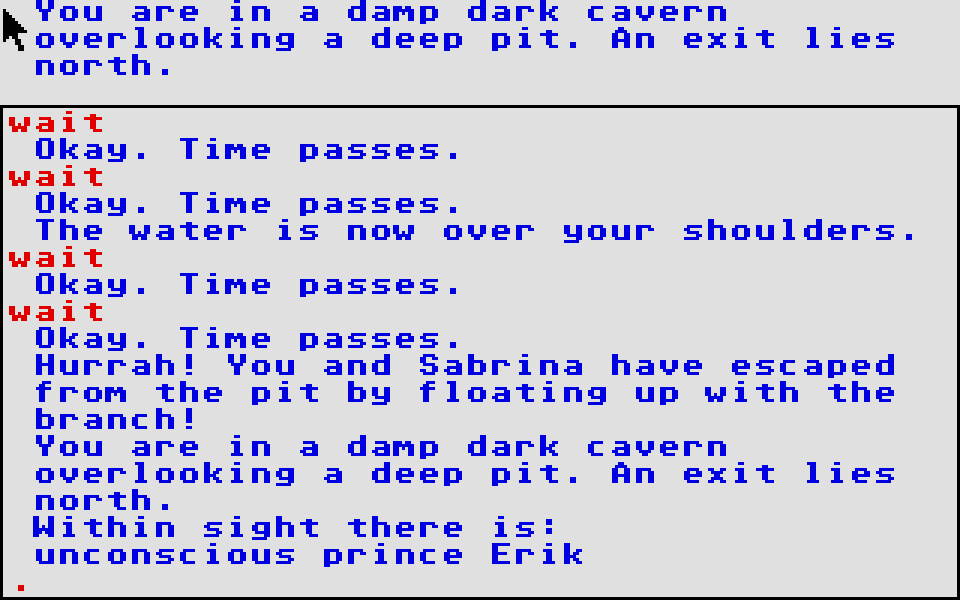 You are in a damp dark cavern
overlooking a deep pit. An exit lies
north.
wait
Okay. Time passes.
wait
Okay. Time passes.
The water is now over your shoulders.
wait
Okay. Time passes.
wait
Okay. Time passes.
Hurrah! You and Sabrina have escaped
from the pit by floating up with the
branch!
You are in a damp dark cavern
overlooking a deep pit. An exit lies
north.
Within sight there is:
unconscious prince Erik
.